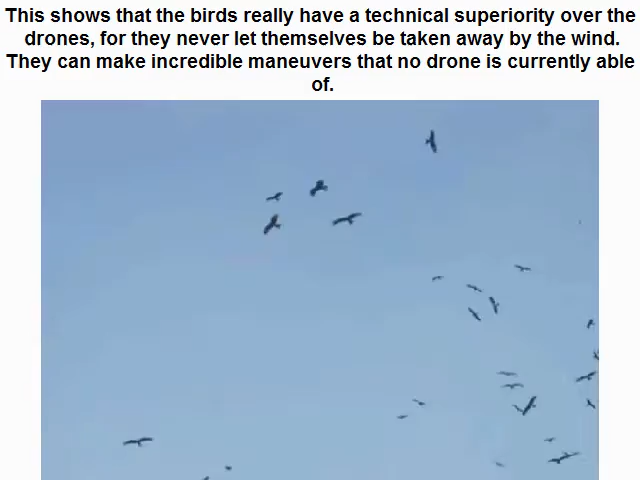 This shows that the birds really have a technical superiority over the
drones, for they never let themselves be taken away by the wind.
They can make incredible maneuvers that no drone is currently able
of.